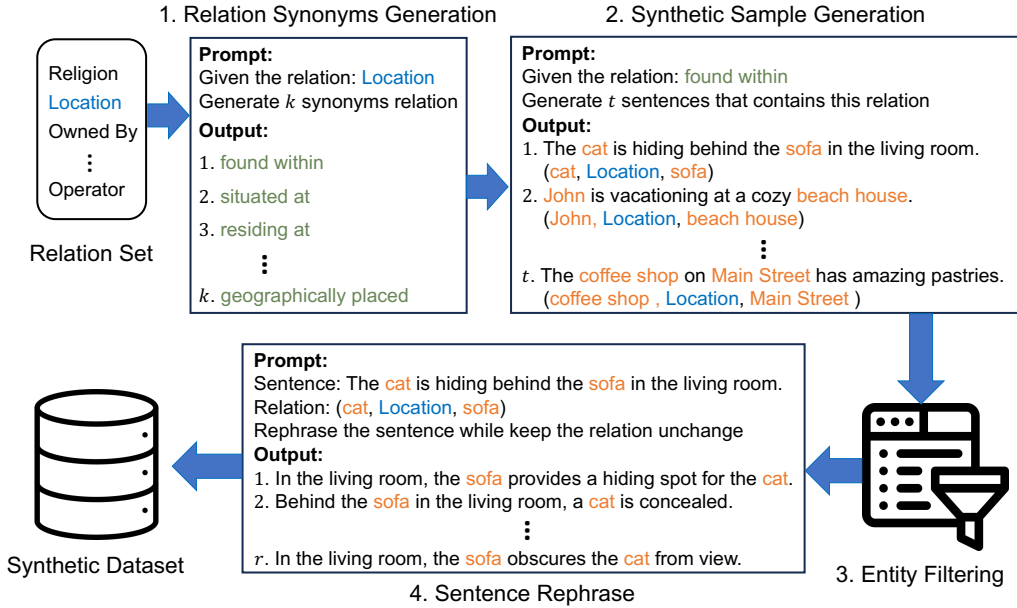 1. Relation Synonyms Generation
Religion
Location
Owned By
⋮
Operator
Relation Set
Prompt:
Given the relation: Location
Generate k synonyms relation
Output:
1. found within
2. situated at
3. residing at
⋮
k. geographically placed
2. Synthetic Sample Generation
Prompt:
Given the relation: found within
Generate t sentences that contains this relation
Output:
1. The cat is hiding behind the sofa in the living room.
(cat, Location, sofa)
2. John is vacationing at a cozy beach house.
(John, Location, beach house)
⋮
t. The coffee shop on Main Street has amazing pastries.
(coffee shop , Location, Main Street )
3. Entity Filtering
Prompt:
Sentence: The cat is hiding behind the sofa in the living room.
Relation: (cat, Location, sofa)
Rephrase the sentence while keep the relation unchange
Output:
1. In the living room, the sofa provides a hiding spot for the cat.
2. Behind the sofa in the living room, a cat is concealed.
⋮
r. In the living room, the sofa obscures the cat from view.
4. Sentence Rephrase
Synthetic Dataset